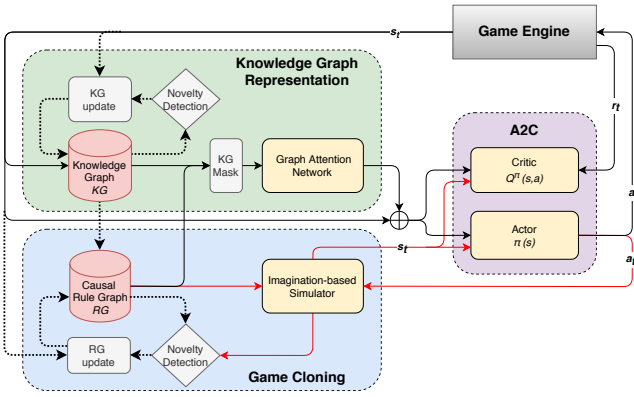 Game Engine
s_t
Knowledge Graph
Representation
KG
update
Novelty
Detection
r_t
A2C
Knowledge
Graph
KG
KG
Mask
Graph Attention
Network
Critic
Q^π (s,a)
a
Actor
π (s)
s_t
a_t
Causal
Rule Graph
RG
Imagination-based
Simulator
RG
update
Novelty
Detection
Game Cloning